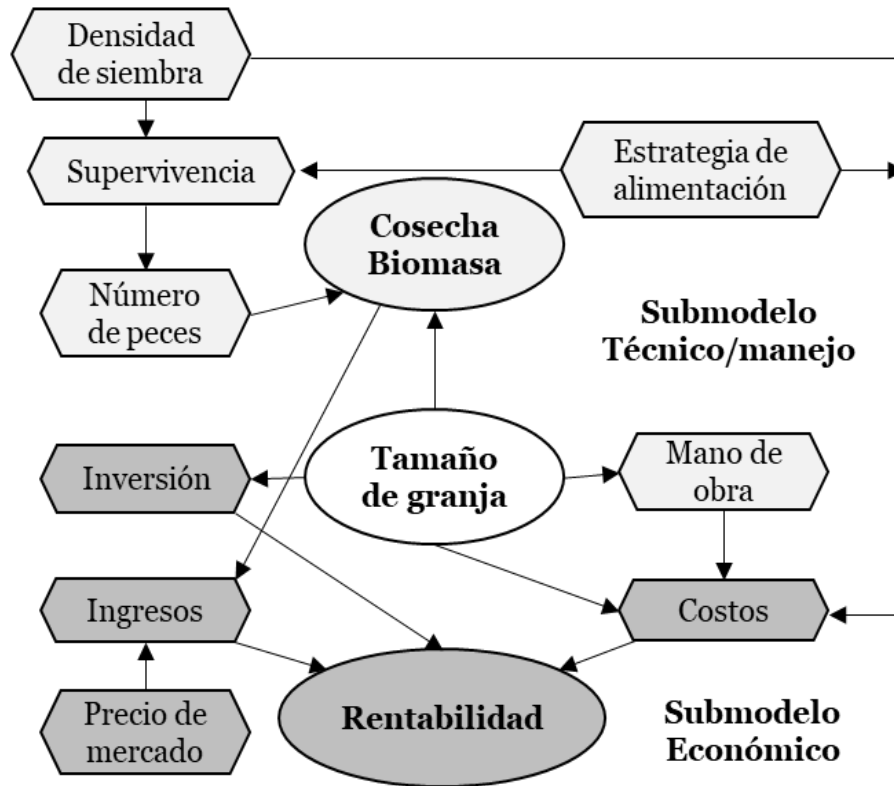 Densidad
de siembra
Supervivencia
Estrategia de
alimentación
Cosecha
Biomasa
Número
de peces
Submodelo
Técnico/manejo
Inversión
Tamaño
de granja
Mano de
obra
Ingresos
Costos
Precio de
mercado
Rentabilidad
Submodelo
Económico